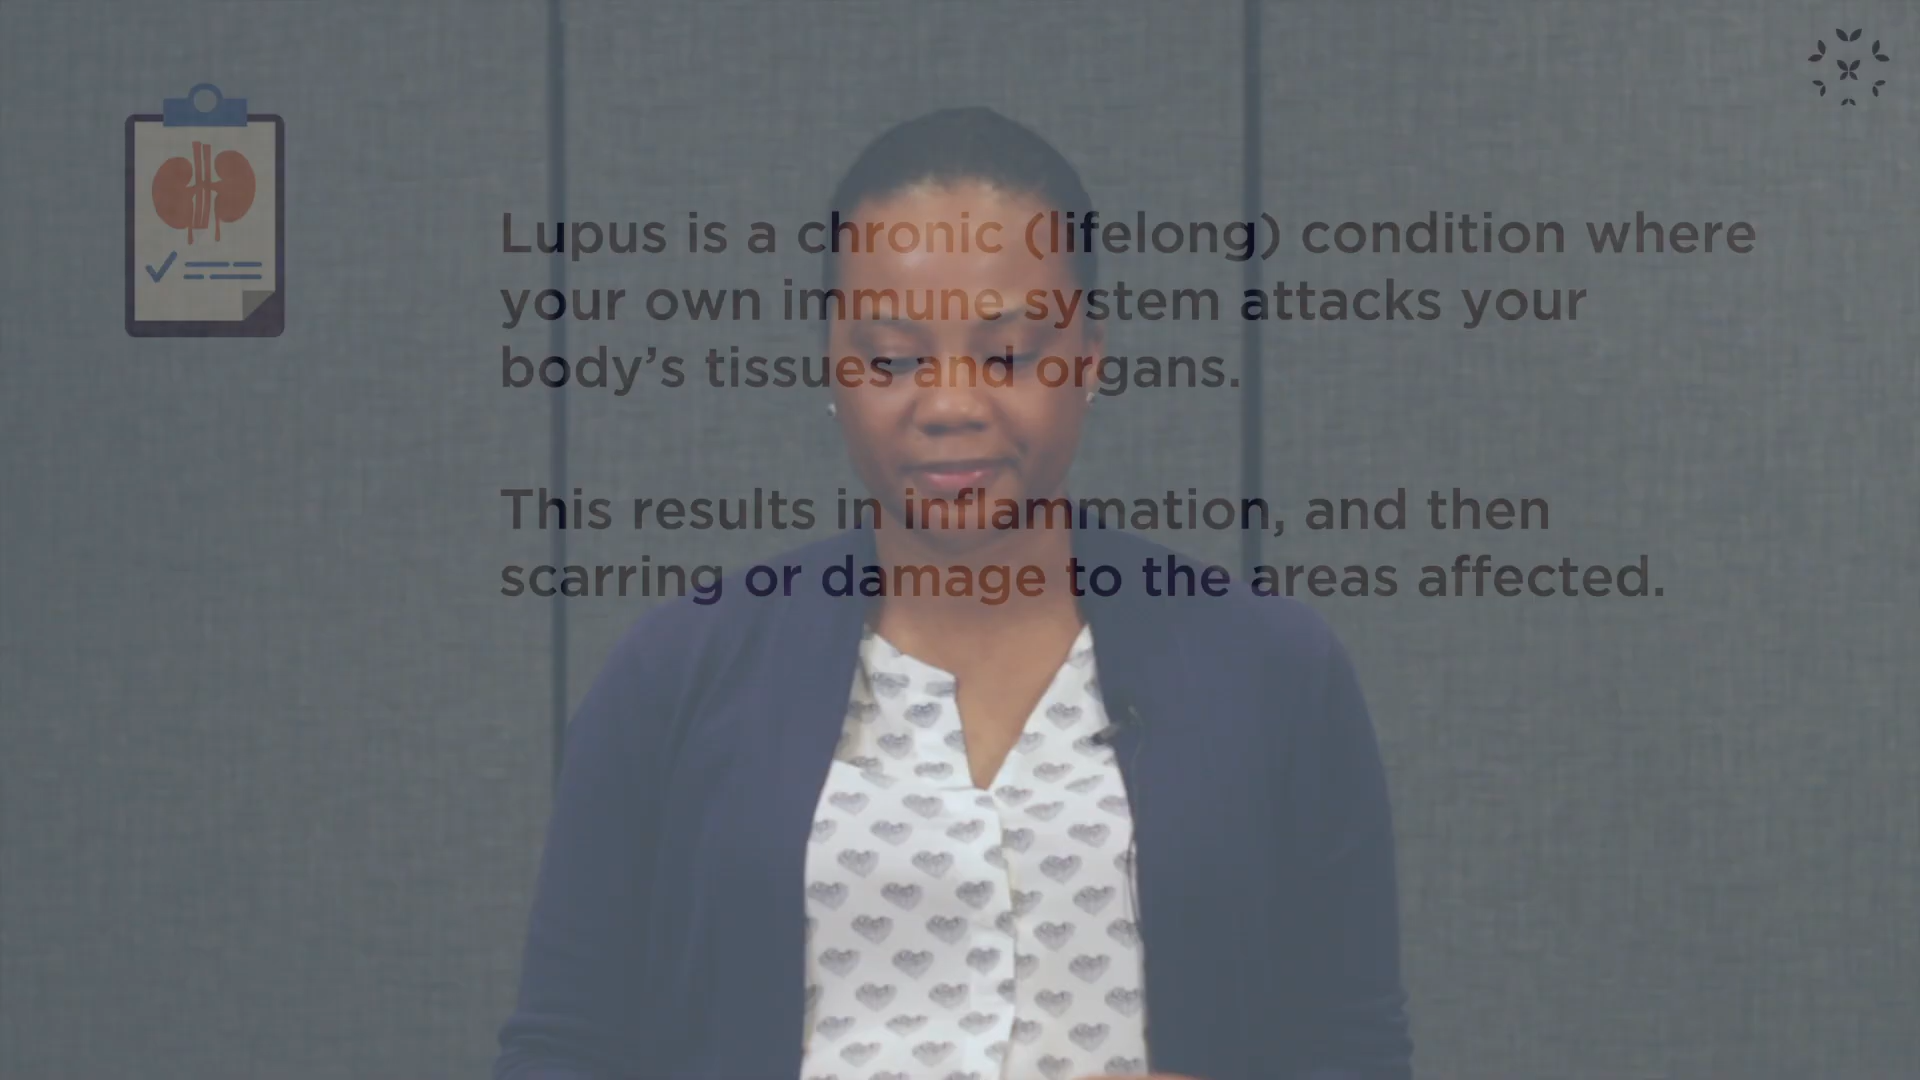 Lupus is a chronic (lifelong) condition where
your own immune system attacks your
body’s tissues and organs.
This results in inflammation, and then
scarring or damage to the areas affected.